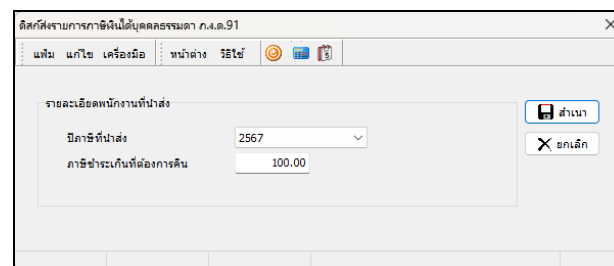 ดิสก์ส่งรายการภาษีเงินได้บุคคลธรรมดา ภ.ง.ด.91
แฟ้ม แก้ไข เครื่องมือ หน้าต่าง วิธีใช้
รายละเอียดพนักงานที่นำส่ง
ปีภาษีที่นำส่ง 2567
ภาษีชำระเกินที่ต้องการคืน 100.00
สำเนา
ยกเลิก